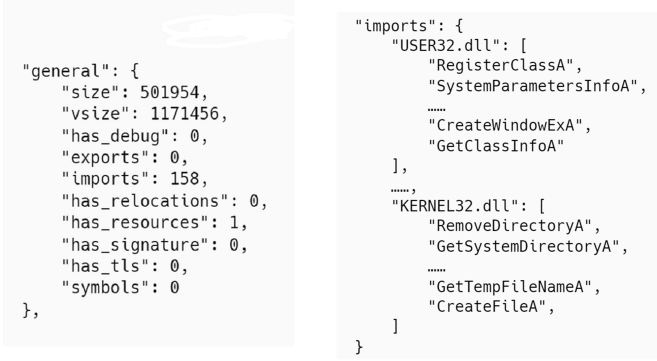 "general": {
"size": 501954,
"vsize": 1171456,
"has_debug": 0,
"exports": 0,
"imports": 158,
"has_relocations": 0,
"has_resources": 1,
"has_signature": 0,
"has_tls": 0,
"symbols": 0
},
"imports": {
"USER32.dll": [
"RegisterClassA",
"SystemParametersInfoA",
……
"CreateWindowExA",
"GetClassInfoA"
],
……,
"KERNEL32.dll": [
"RemoveDirectoryA",
"GetSystemDirectoryA",
……
"GetTempFileNameA",
"CreateFileA",
]
}